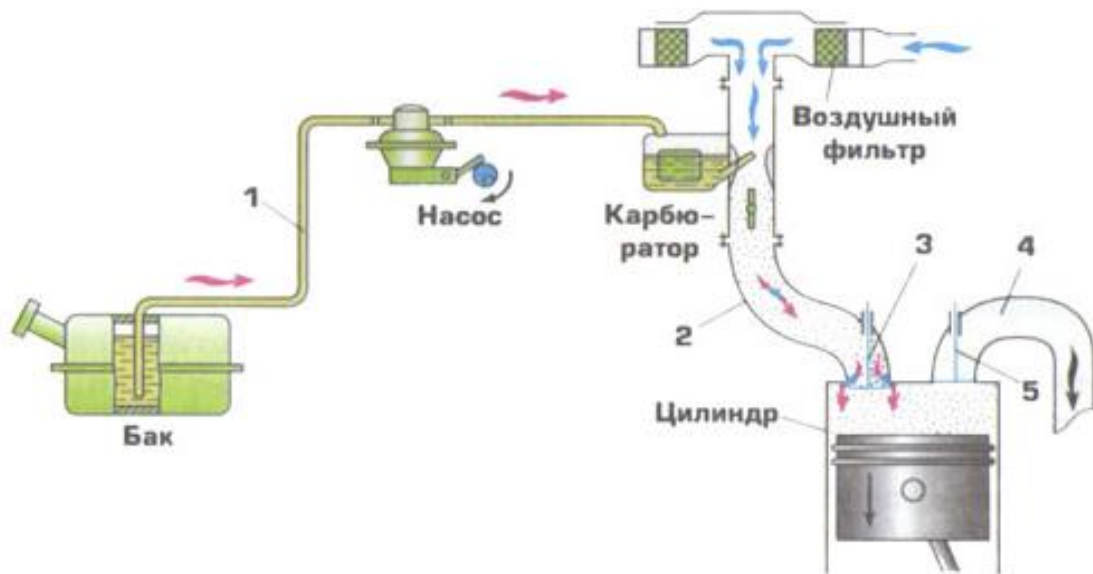 Воздушный
фильтр
1
Насос
Карбю-
ратор
3
4
2
5
Цилиндр
Бак